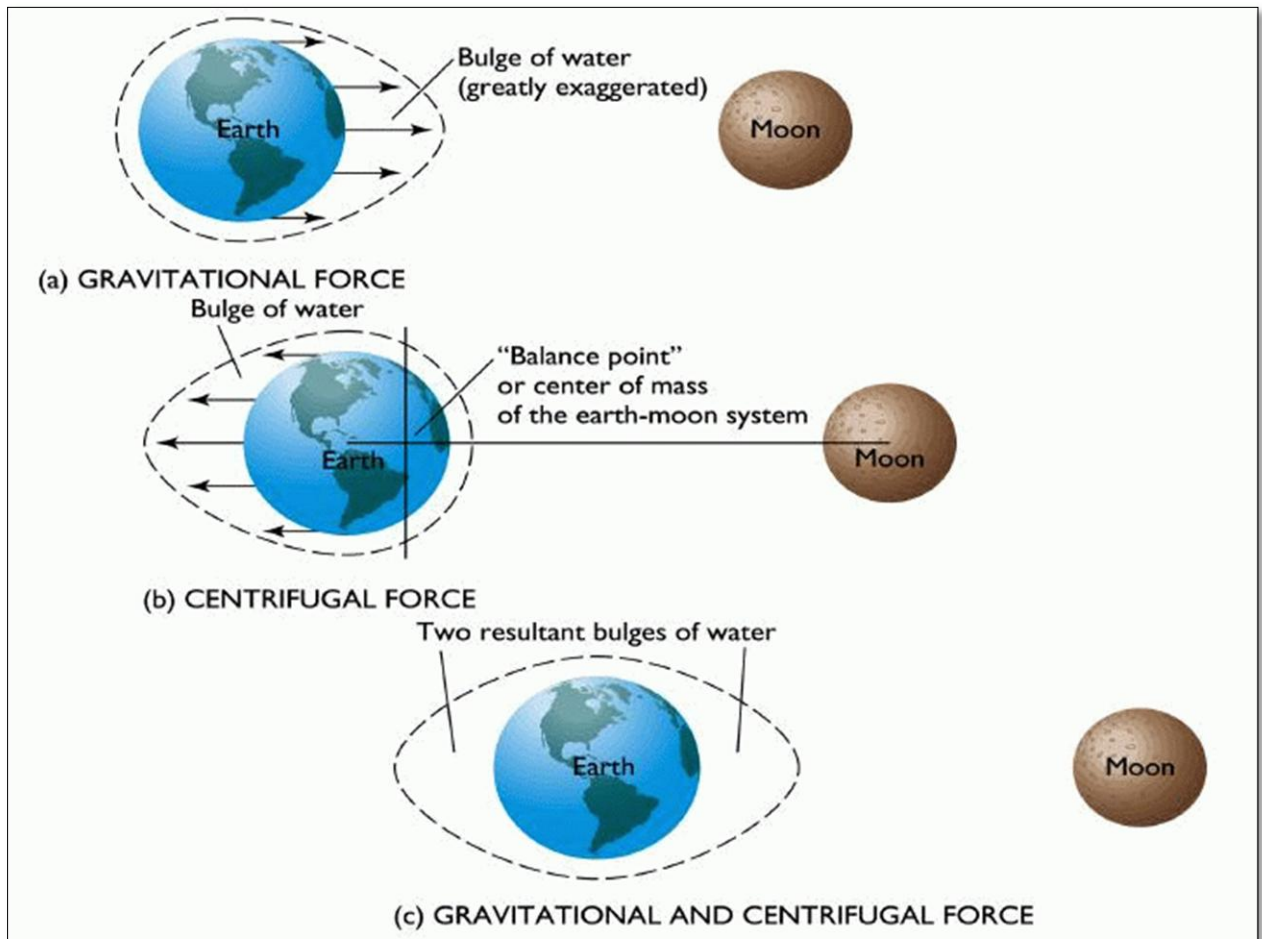 Bulge of water
(greatly exaggerated)
Earth
Moon
(a) GRAVITATIONAL FORCE
Bulge of water
“Balance point”
or center of mass
of the earth-moon system
Earth
Moon
(b) CENTRIFUGAL FORCE
Two resultant bulges of water
Earth
Moon
(c) GRAVITATIONAL AND CENTRIFUGAL FORCE